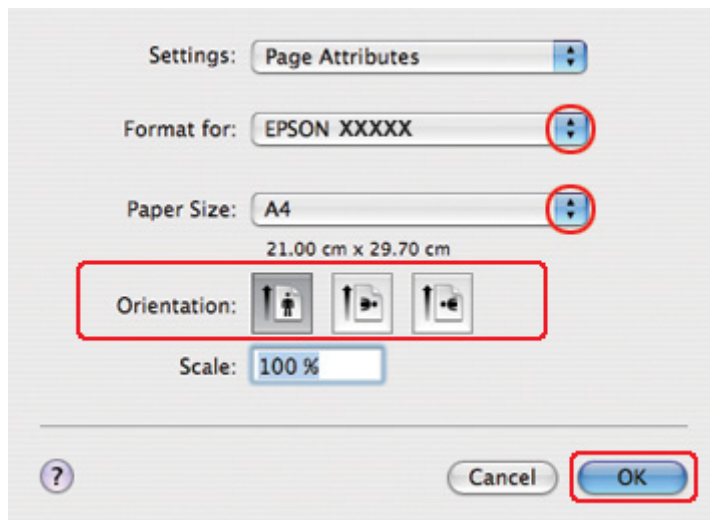 Settings: Page Attributes
Format for: EPSON XXXXX
Paper Size: A4
21.00 cm x 29.70 cm
Orientation:
Scale: 100 %
? Cancel OK